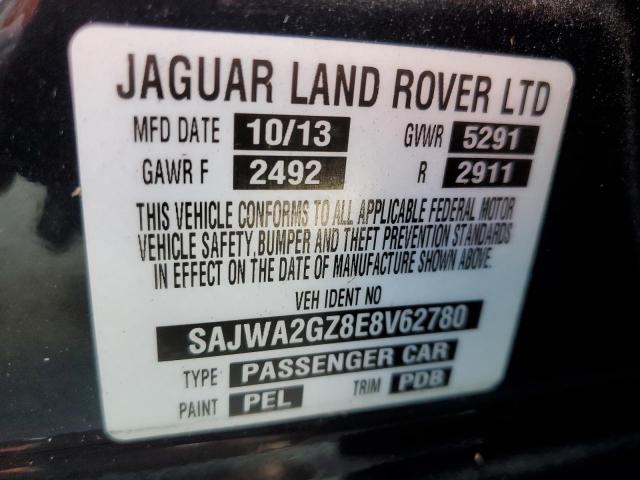 JAGUAR LAND ROVER LTD
MFD DATE 10/13 GVWR 5291
GAWR F 2492 R 2911
THIS VEHICLE CONFORMS TO ALL APPLICABLE FEDERAL MOTOR
VEHICLE SAFETY, BUMPER AND THEFT PREVENTION STANDARDS
IN EFFECT ON THE DATE OF MANUFACTURE SHOWN ABOVE.
VEH IDENT NO
SAJWA2GZ8E8V62780
TYPE PASSENGER CAR
PAINT PEL TRIM PDB